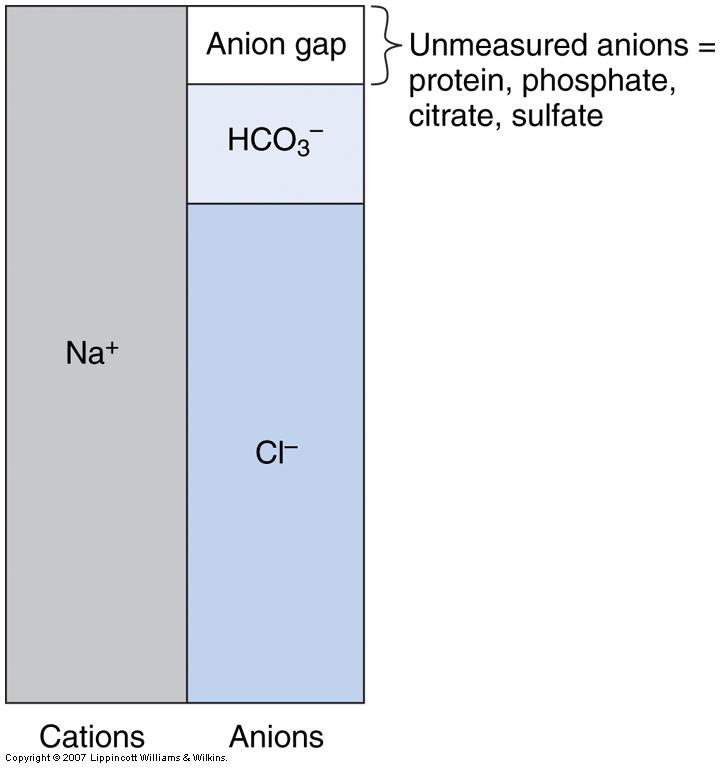 Anion gap
Unmeasured anions =
protein, phosphate,
citrate, sulfate
HCO₃⁻
Na⁺
Cl⁻
Cations
Anions
Copyright © 2007 Lippincott Williams & Wilkins.